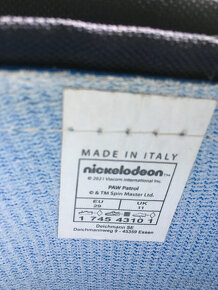 MADE IN ITALY
nickelodeon™
© 2021 Viacom International Inc.
PAW Patrol
© & TM Spin Master Ltd.
EU UK
29 11
1 745 4310 1
Deichmann SE
Deichmannweg 9 - 45359 Essen